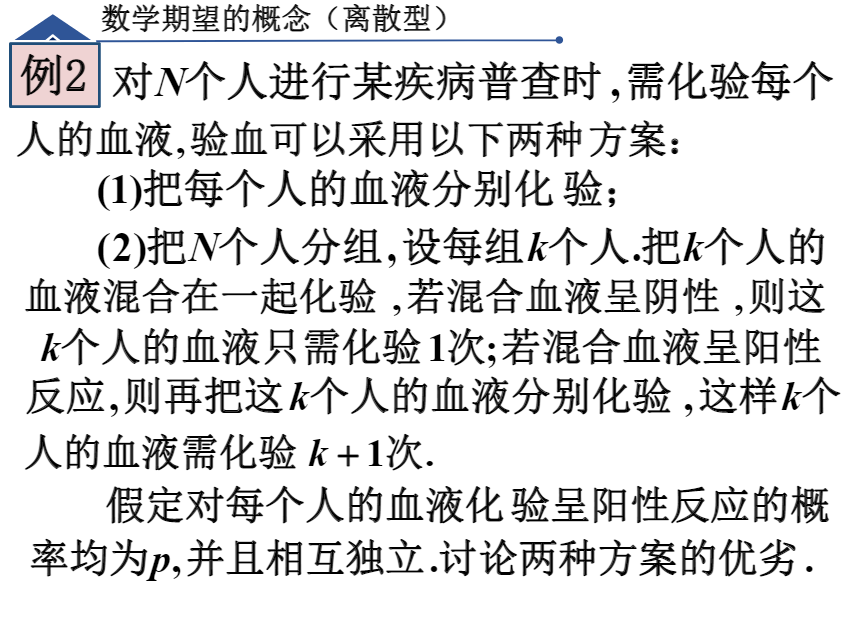 数学期望的概念（离散型）
例2 对N个人进行某疾病普查时,需化验每个
人的血液,验血可以采用以下两种方案：
(1)把每个人的血液分别化验；
(2)把N个人分组,设每组k个人.把k个人的
血液混合在一起化验,若混合血液呈阴性,则这
k个人的血液只需化验1次;若混合血液呈阳性
反应,则再把这k个人的血液分别化验,这样k个
人的血液需化验 k + 1次.
假定对每个人的血液化验呈阳性反应的概
率均为p,并且相互独立.讨论两种方案的优劣.